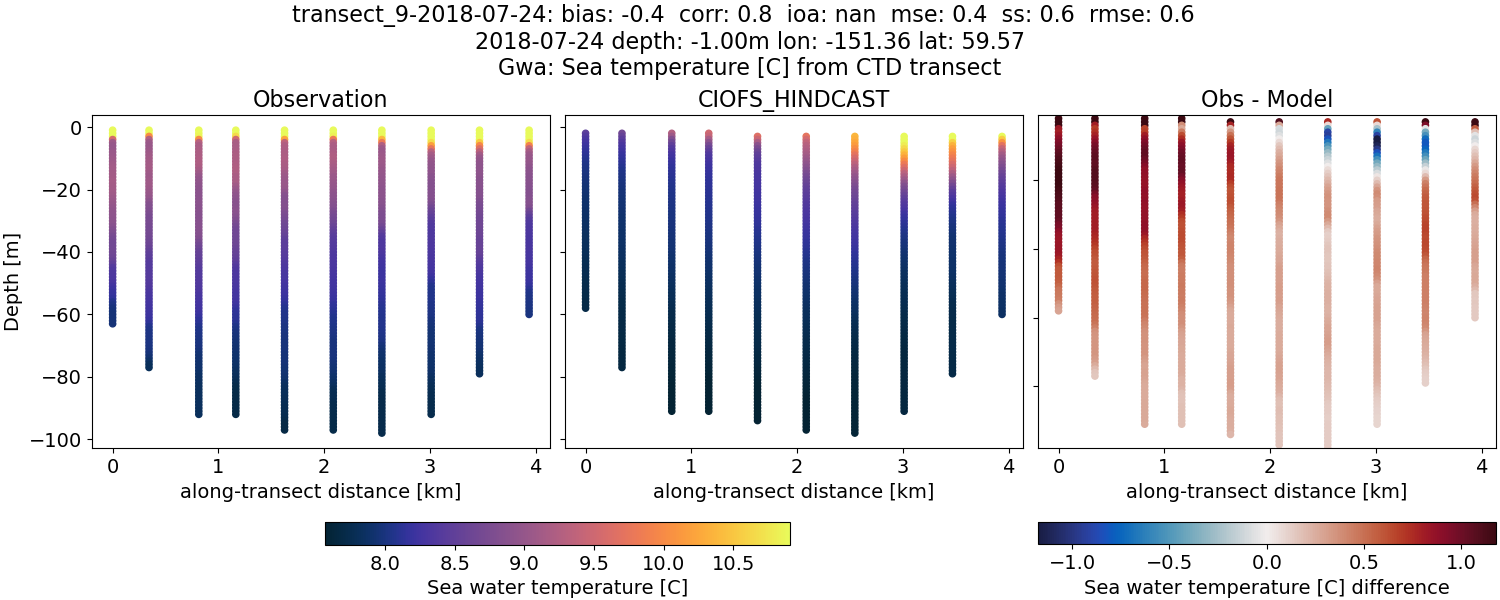 transect_9-2018-07-24: bias: -0.4  corr: 0.8  ioa: nan  mse: 0.4  ss: 0.6  rmse: 0.6
2018-07-24 depth: -1.00m lon: -151.36 lat: 59.57
Gwa: Sea temperature [C] from CTD transect
Observation
CIOFS_HINDCAST
Obs - Model
Depth [m]
0
−20
−40
−60
−80
−100
0 1 2 3 4
along-transect distance [km]
0 1 2 3 4
along-transect distance [km]
0 1 2 3 4
along-transect distance [km]
8.0 8.5 9.0 9.5 10.0 10.5
Sea water temperature [C]
−1.0 −0.5 0.0 0.5 1.0
Sea water temperature [C] difference